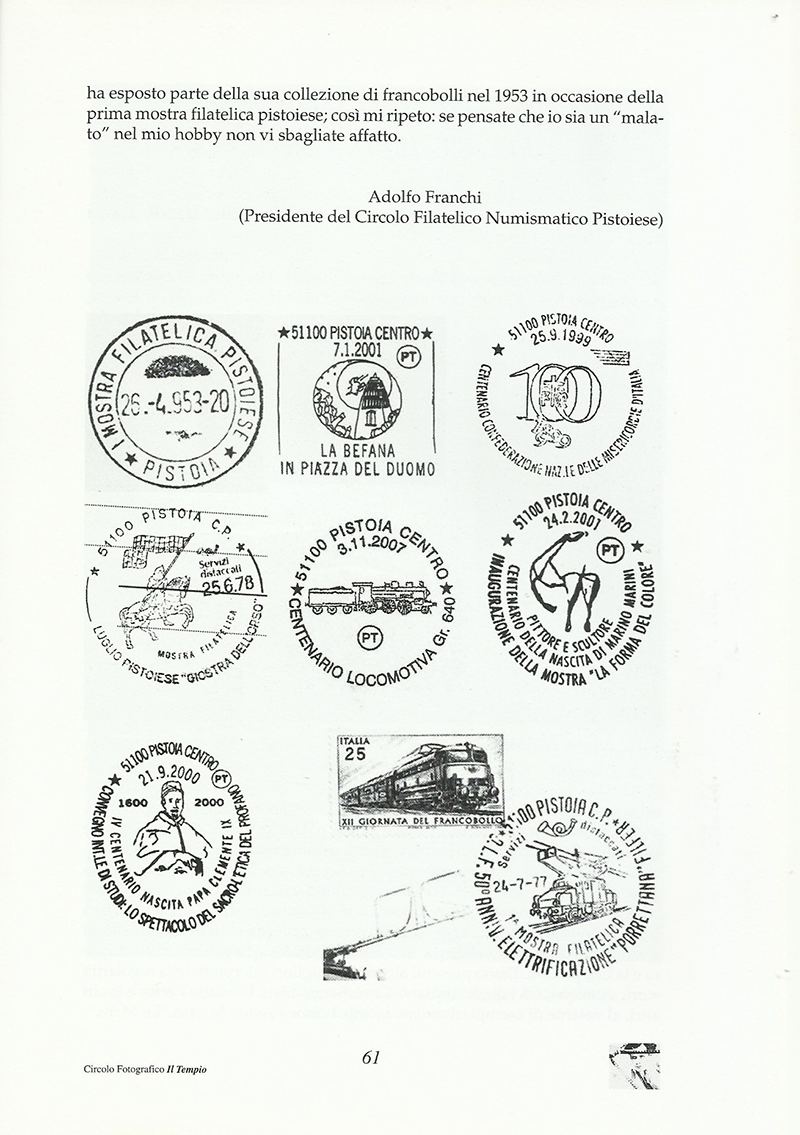 ha esposto parte della sua collezione di francobolli nel 1953 in occasione della
prima mostra filatelica pistoiese; così mi ripeto: se pensate che io sia un "mala-
to" nel mio hobby non vi sbagliate affatto.
Adolfo Franchi
(Presidente del Circolo Filatelico Numismatico Pistoiese)
I MOSTRA FILATELICA PISTOIESE
26.-4.953-20
★ PISTOIA ★
★51100 PISTOIA CENTRO★
7.1.2001
PT
LA BEFANA
IN PIAZZA DEL DUOMO
★ 51100 PISTOIA CENTRO
25.9.1999
100
CENTENARIO CONFEDERAZIONE NAZ.LE DELLE MISERICORDIE D'ITALIA
★ 51100 PISTOIA C.P. ★
Servizi
distaccati
25.6.78
MOSTRA FILATELICA
LUGLIO PISTOIESE "GIOSTRA DELL'ORSO"
★ 51100 PISTOIA CENTRO ★
3.11.2007
PT
CENTENARIO LOCOMOTIVA Gr. 640
★ 51100 PISTOIA CENTRO ★
24.2.2001
PT
PITTORE E SCULTORE
CENTENARIO DELLA NASCITA DI MARINO MARINI
INAUGURAZIONE DELLA MOSTRA "LA FORMA DEL COLORE"
★ 51100 PISTOIA CENTRO
21.9.2000
PT
1600 2000
IV CENTENARIO NASCITA PAPA CLEMENTE IX
CONVEGNO INT.LE DI STUDI: LO SPETTACOLO DEL SACRO, L'ETICA DEL PROFANO
ITALIA
25
XII GIORNATA DEL FRANCOBOLLO
51100 PISTOIA C.P.
Servizi distaccati
24-7-77
1ª MOSTRA FILATELICA
50º ANNIV. ELETTRIFICAZIONE "PORRETTANA"
61
Circolo Fotografico Il Tempio